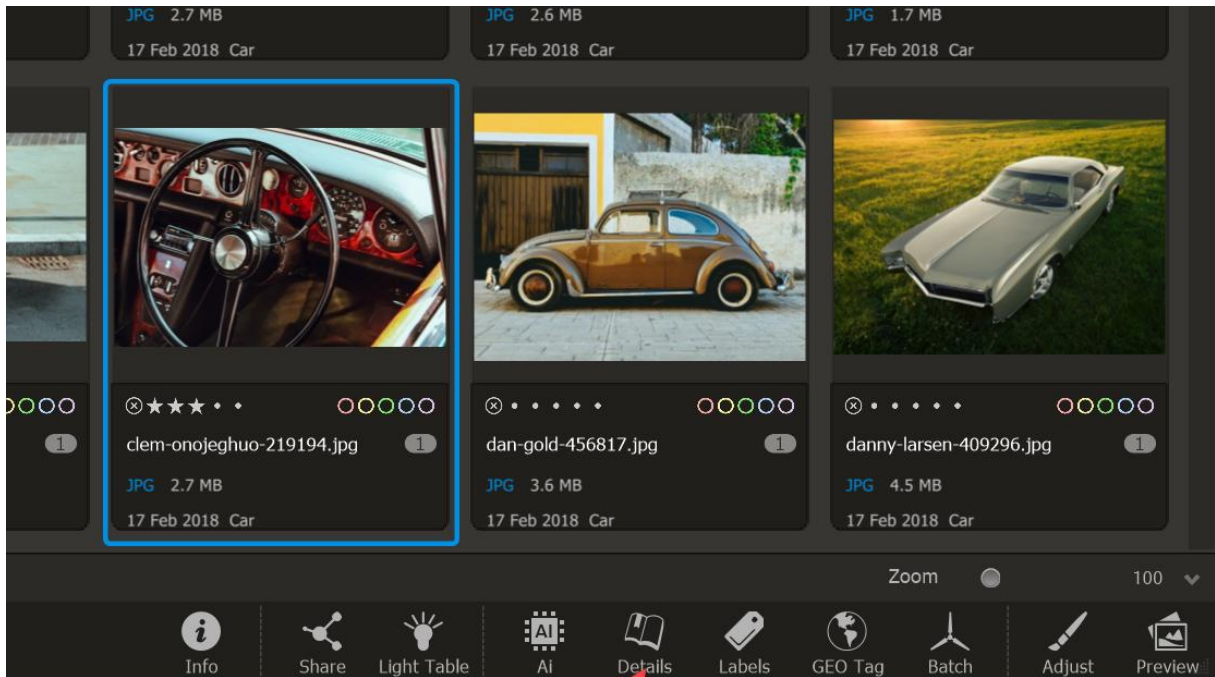 JPG 2.7 MB
17 Feb 2018 Car
JPG 2.6 MB
17 Feb 2018 Car
JPG 1.7 MB
17 Feb 2018 Car
1
clem-onojeghuo-219194.jpg 1
JPG 2.7 MB
17 Feb 2018 Car
dan-gold-456817.jpg 1
JPG 3.6 MB
17 Feb 2018 Car
danny-larsen-409296.jpg 1
JPG 4.5 MB
17 Feb 2018 Car
Zoom 100
AI
Info Share Light Table Ai Details Labels GEO Tag Batch Adjust Preview